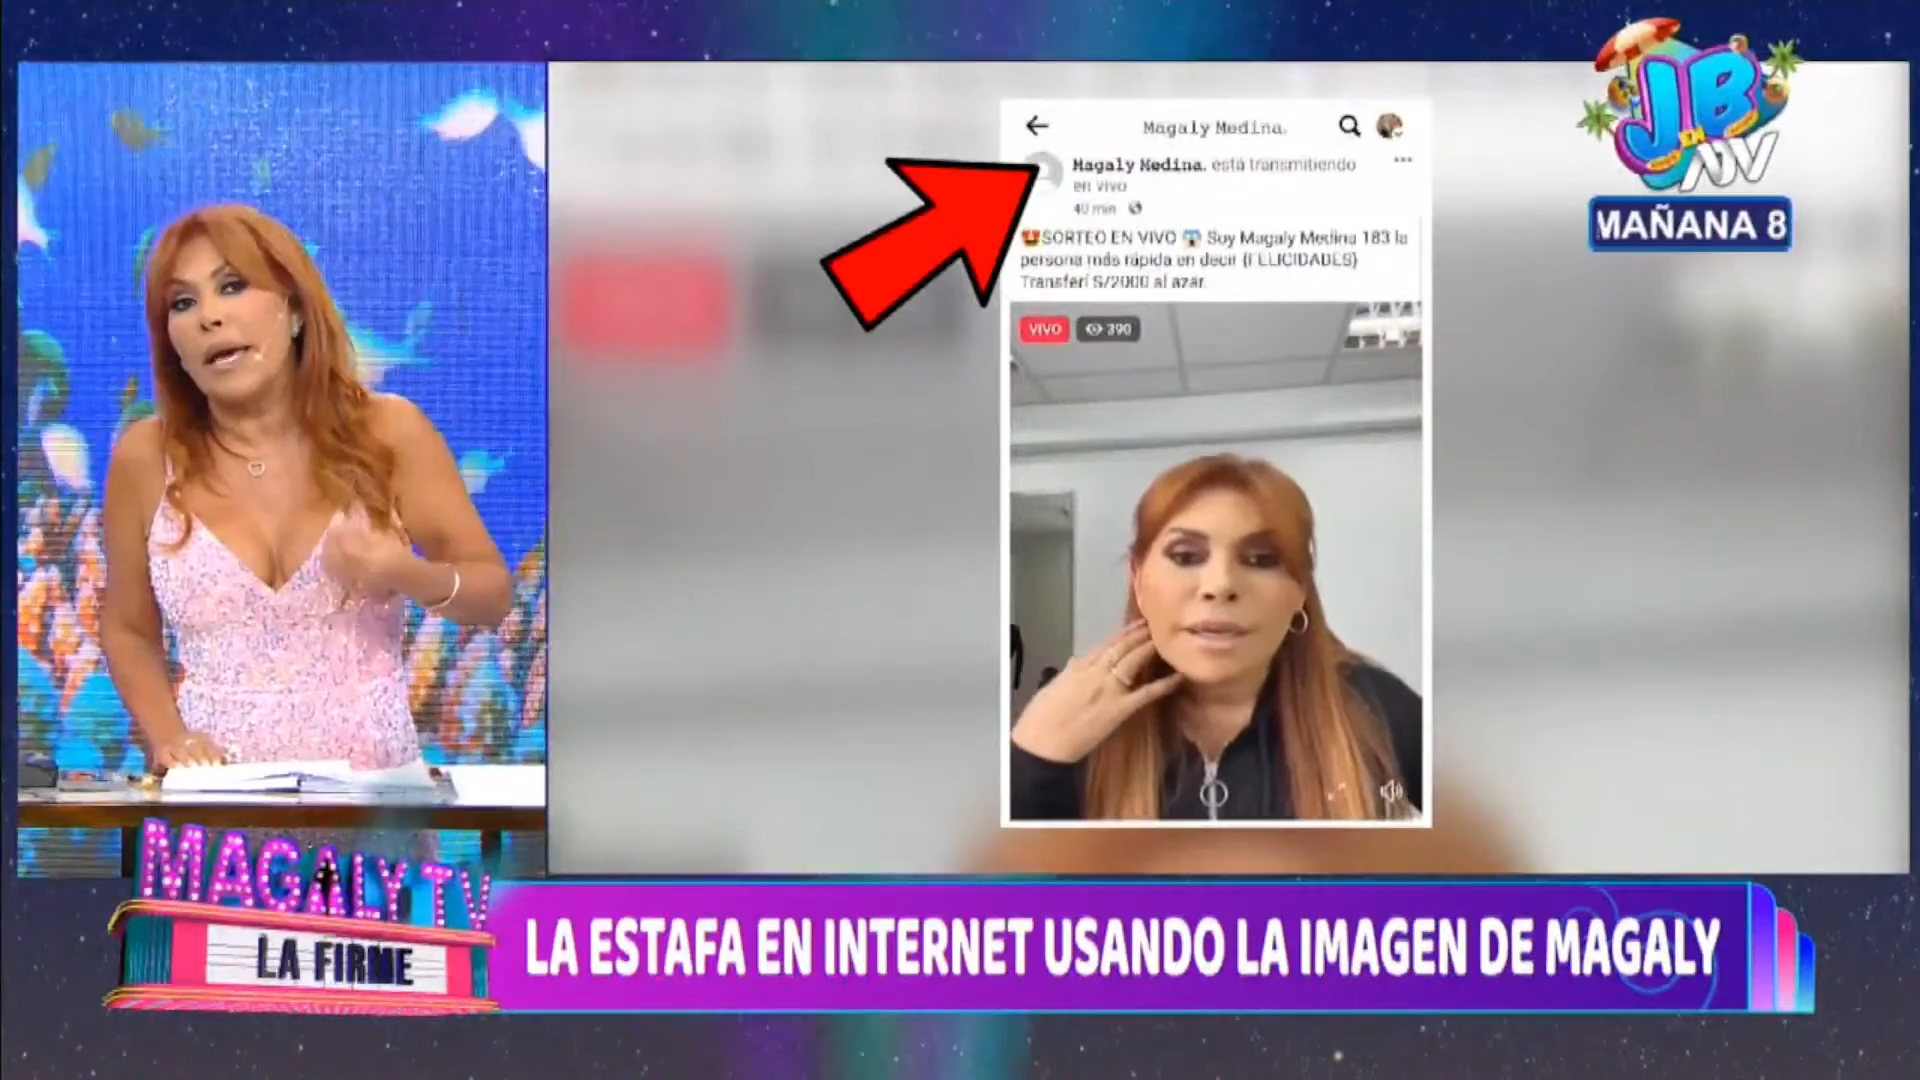 JB
EN
ATV
MAÑANA 8
Magaly Medina.
Magaly Medina. está transmitiendo
en vivo
40 min
SORTEO EN VIVO Soy Magaly Medina 183 la
persona más rápida en decir {FELICIDADES}
Transferí S/2000 al azar.
VIVO 390
MAGALY TV
LA FIRME
LA ESTAFA EN INTERNET USANDO LA IMAGEN DE MAGALY